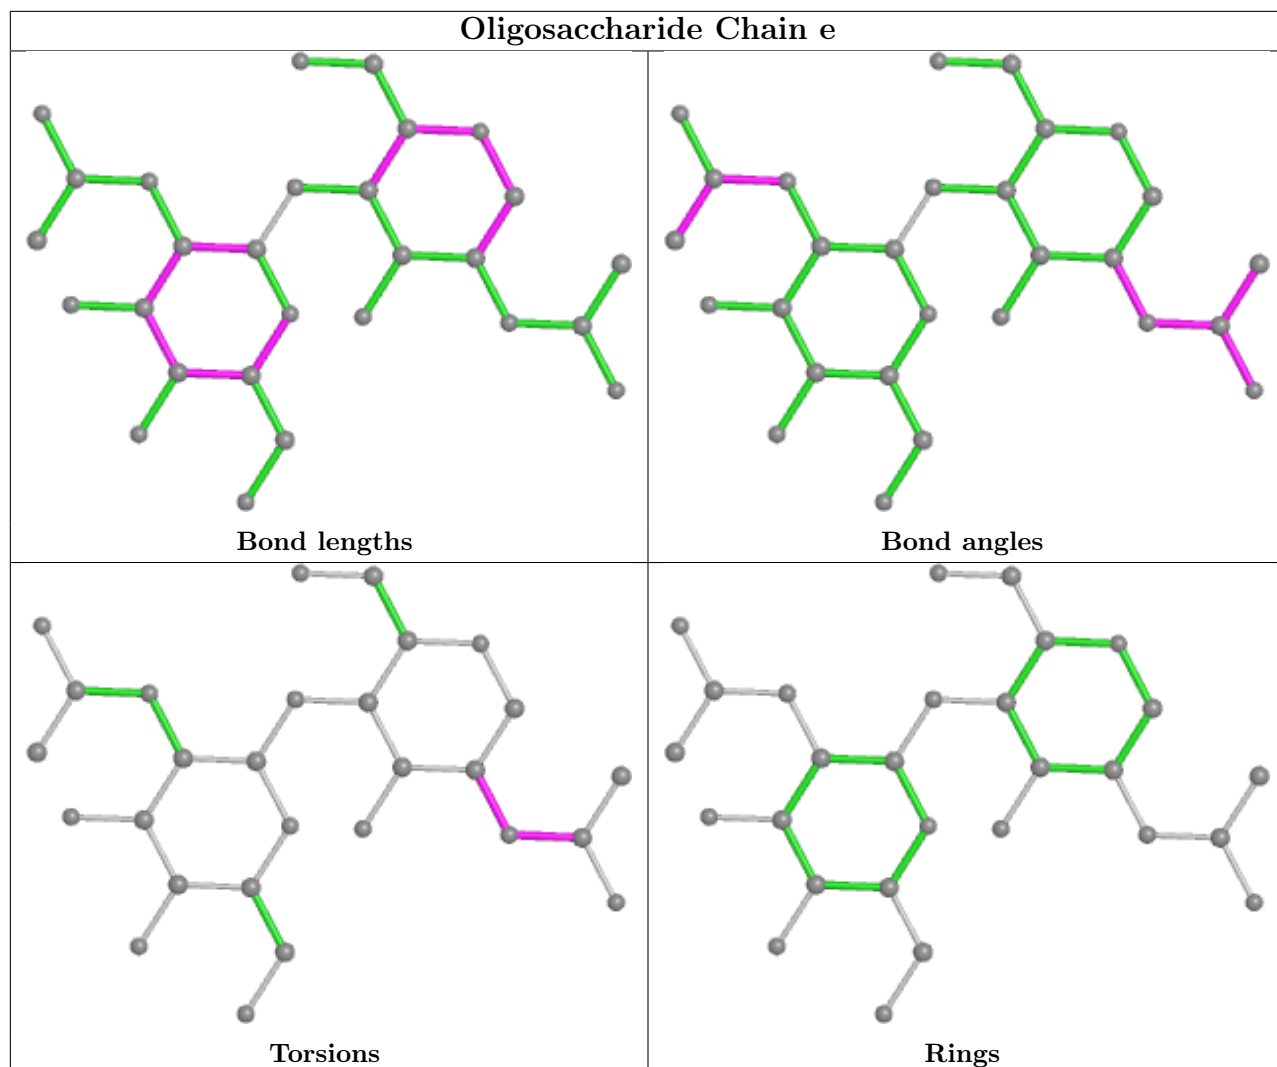 Oligosaccharide Chain e
Bond lengths
Bond angles
Torsions
Rings